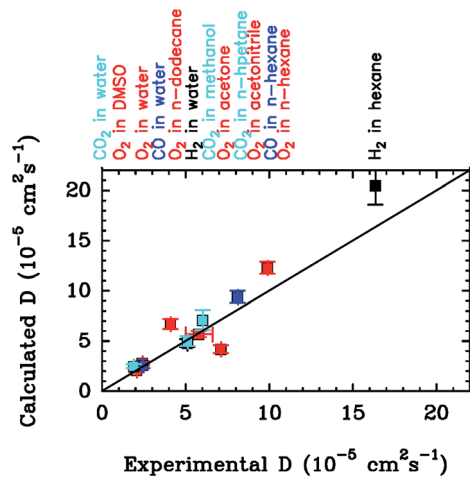 CO2 in water
O2 in DMSO
O2 in water
CO in water
O2 in n-dodecane
H2 in water
CO2 in methanol
O2 in acetone
CO2 in n-hpetane
O2 in acetonitrile
CO in n-hexane
O2 in n-hexane
H2 in hexane
Calculated D (10-5 cm2s-1)
20
15
10
5
0
0 5 10 15 20
Experimental D (10-5 cm2s-1)